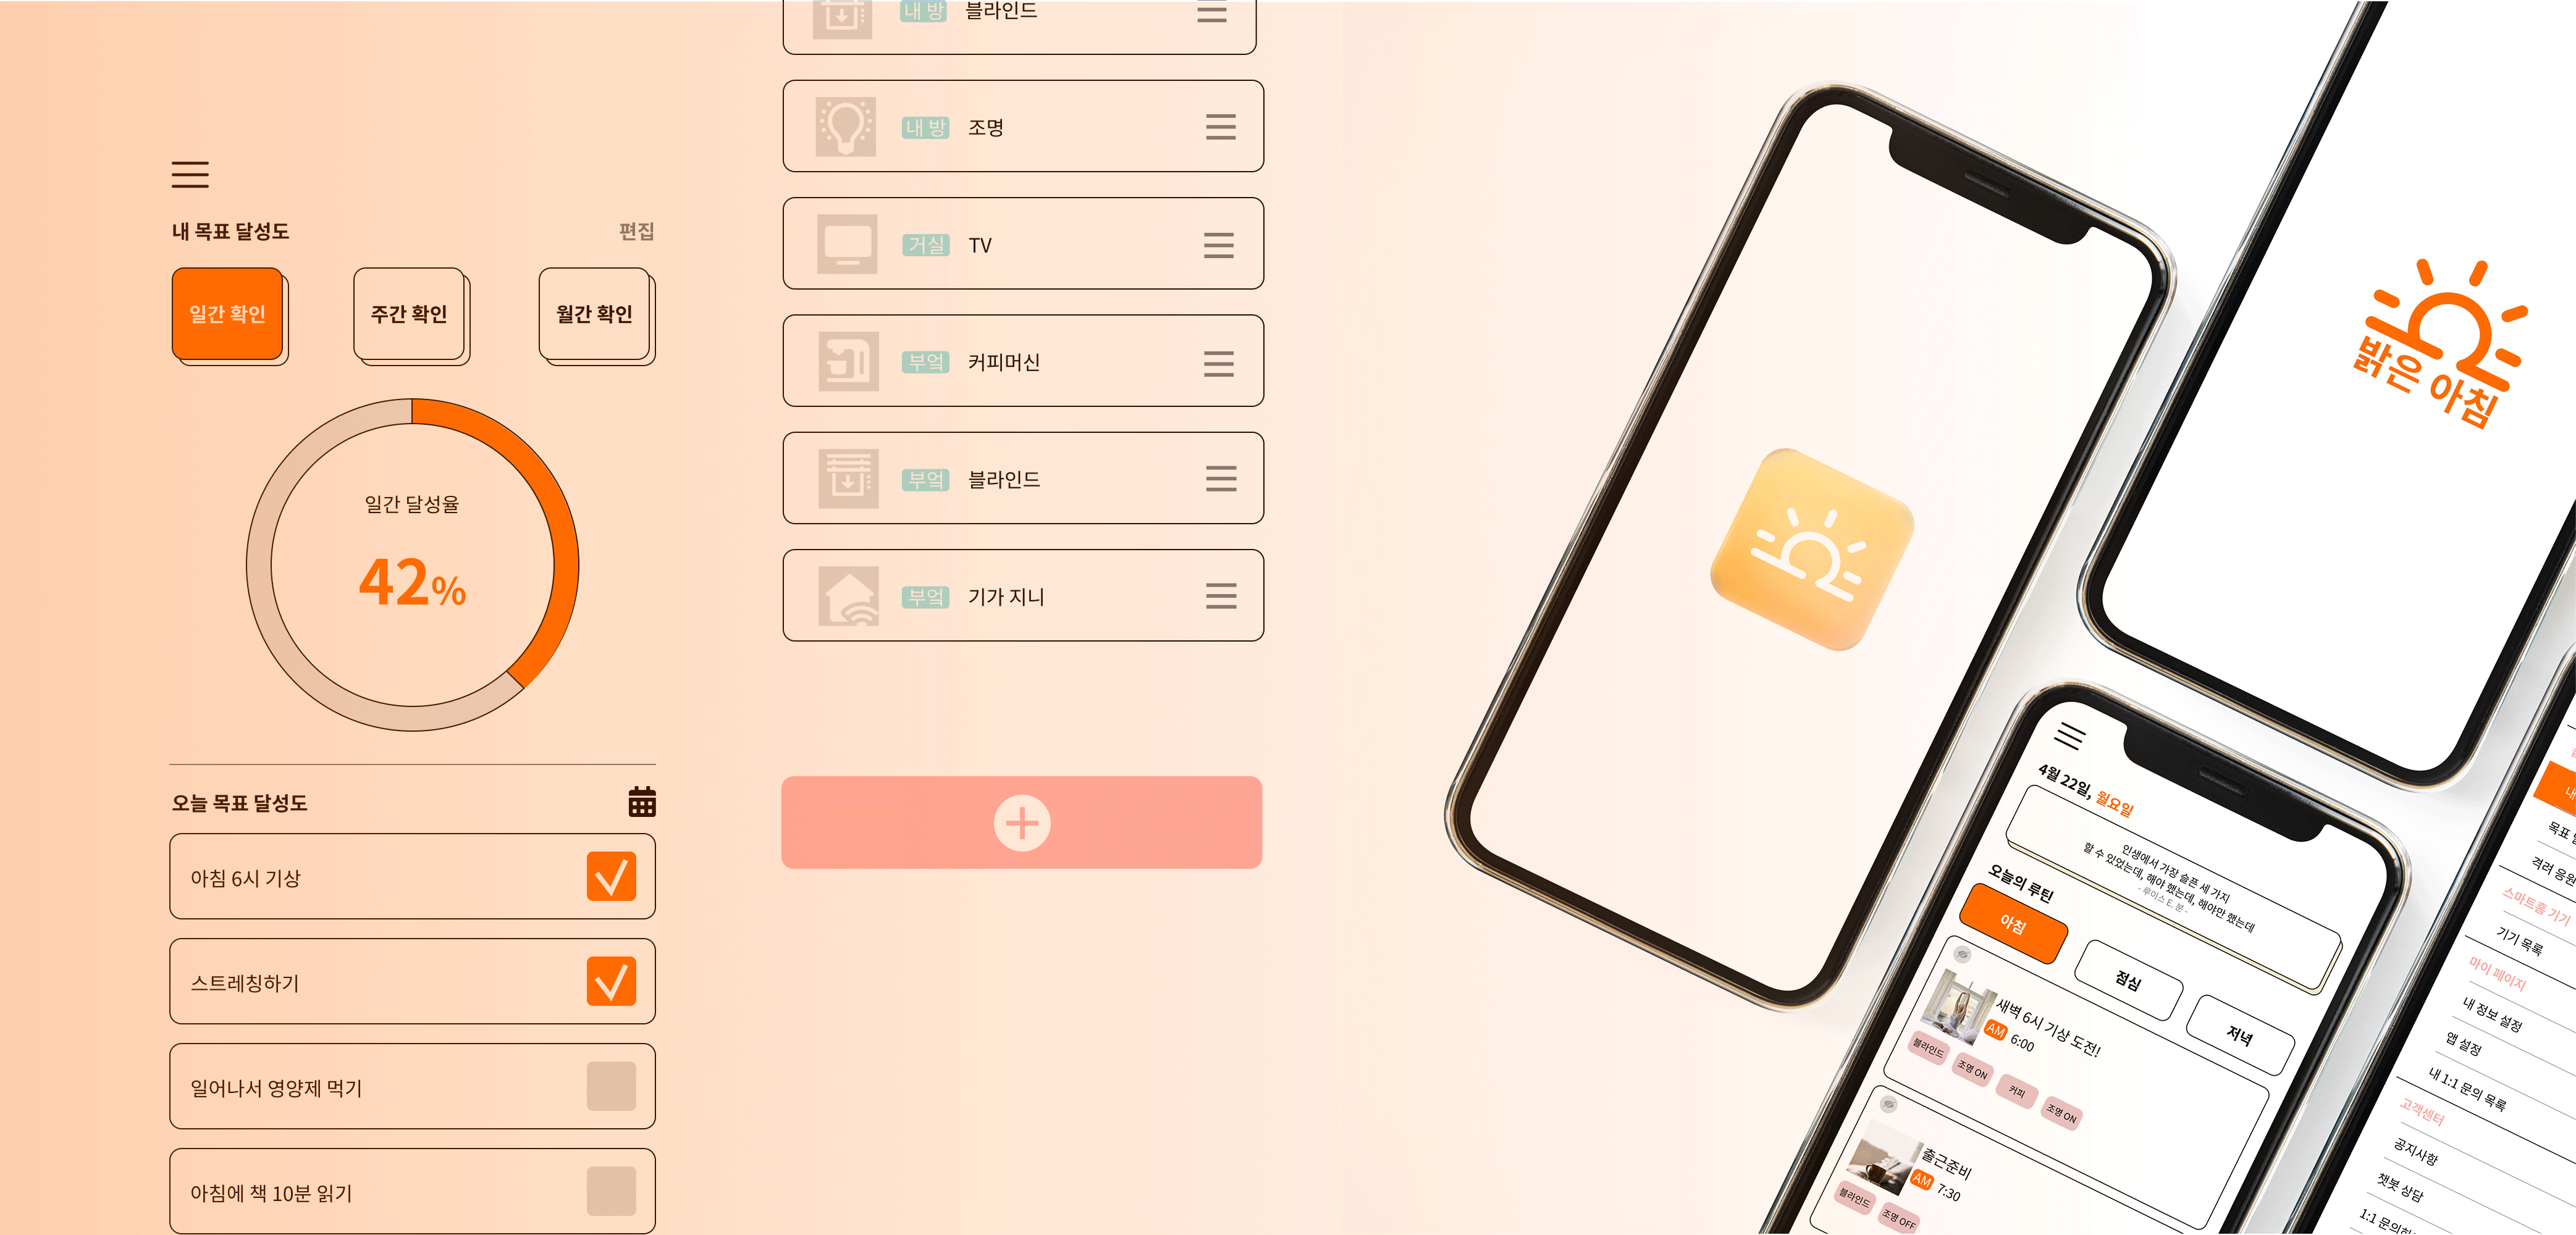 내 목표 달성도
편집
일간 확인
주간 확인
월간 확인
일간 달성율
42%
오늘 목표 달성도
아침 6시 기상
스트레칭하기
일어나서 영양제 먹기
아침에 책 10분 읽기
내 방 블라인드
내 방 조명
거실 TV
부엌 커피머신
부엌 블라인드
부엌 기가 지니
밝은 아침
4월 22일, 월요일
인생에서 가장 슬픈 세 가지
할 수 있었는데, 해야 했는데, 해야만 했는데
- 루이스 E. 분 -
오늘의 루틴
아침
점심
저녁
새벽 6시 기상 도전!
AM 6:00
블라인드
조명 ON
커피
조명 ON
출근준비
AM 7:30
블라인드
조명 OFF
목표
격려 응원
스마트홈 기기
기기 목록
마이 페이지
내 정보 설정
앱 설정
내 1:1 문의 목록
고객센터
공지사항
챗봇 상담